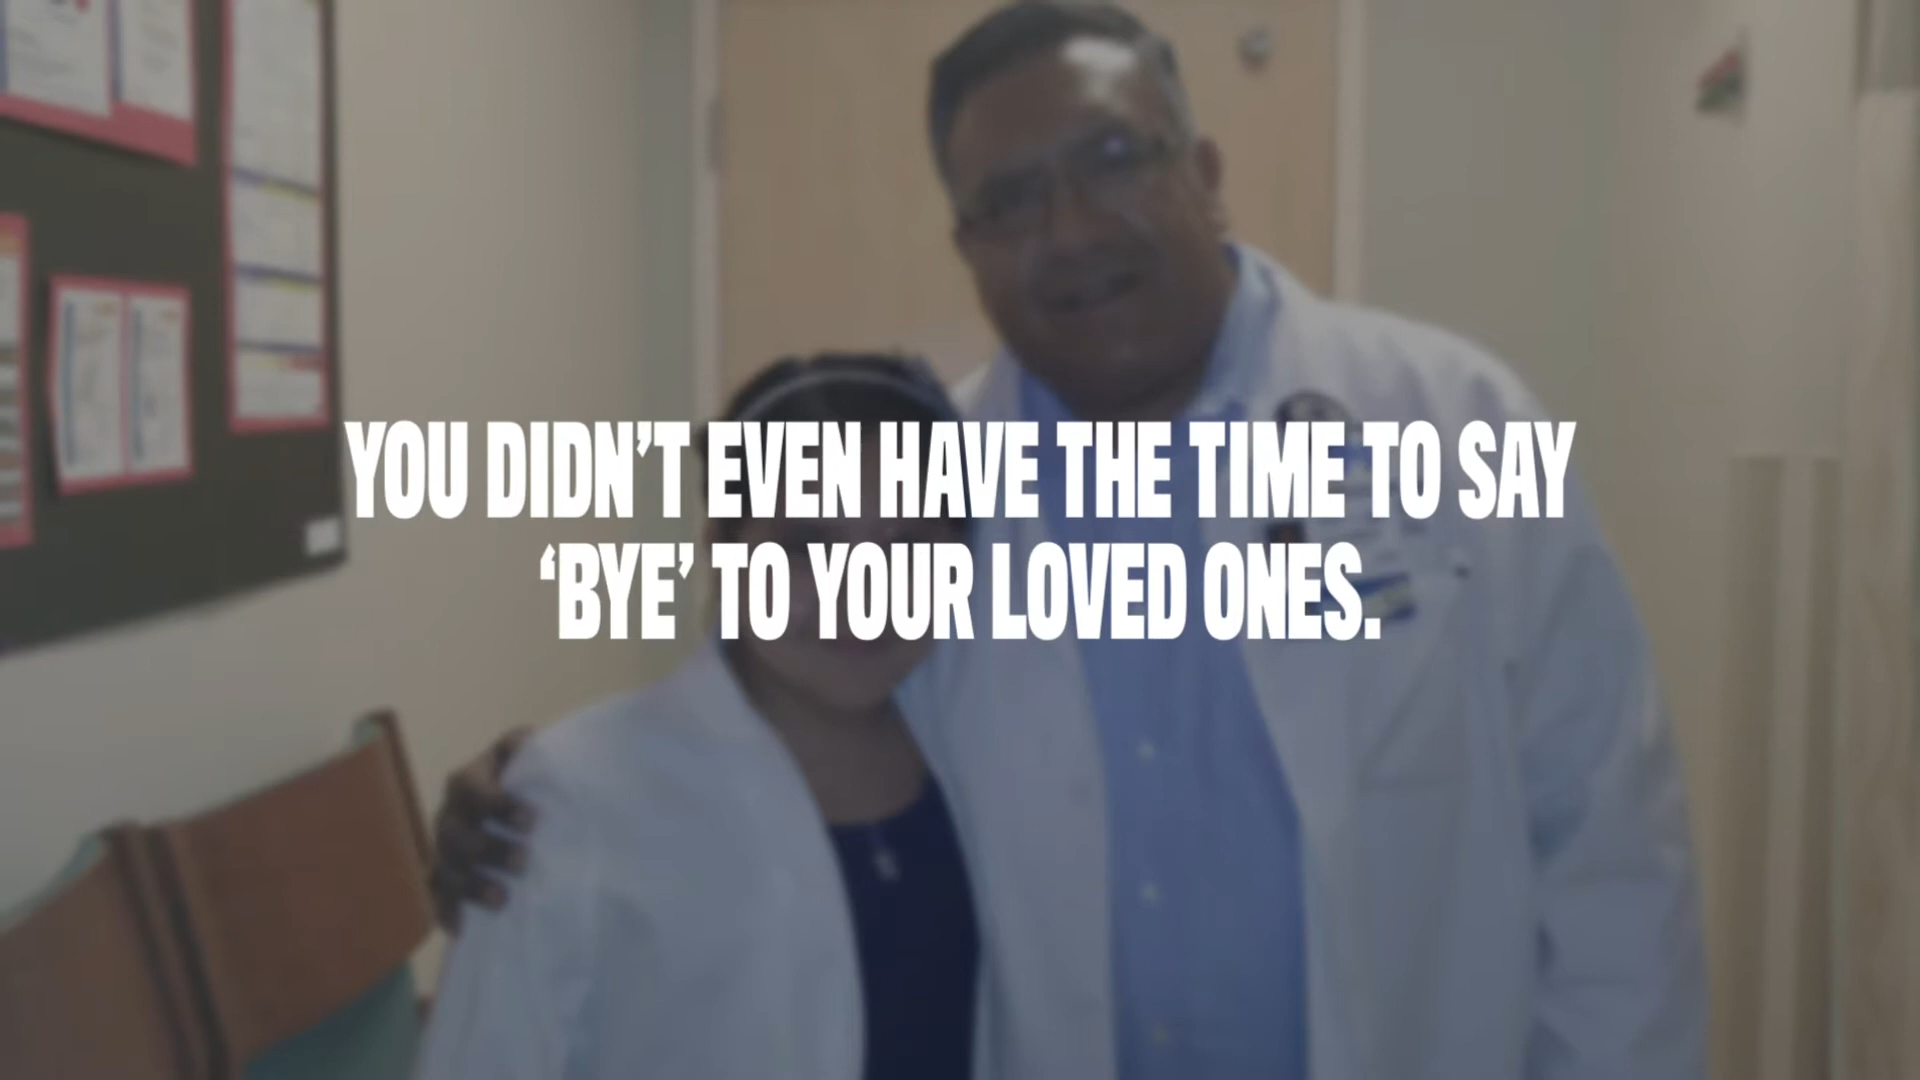 YOU DIDN’T EVEN HAVE THE TIME TO SAY
‘BYE’ TO YOUR LOVED ONES.